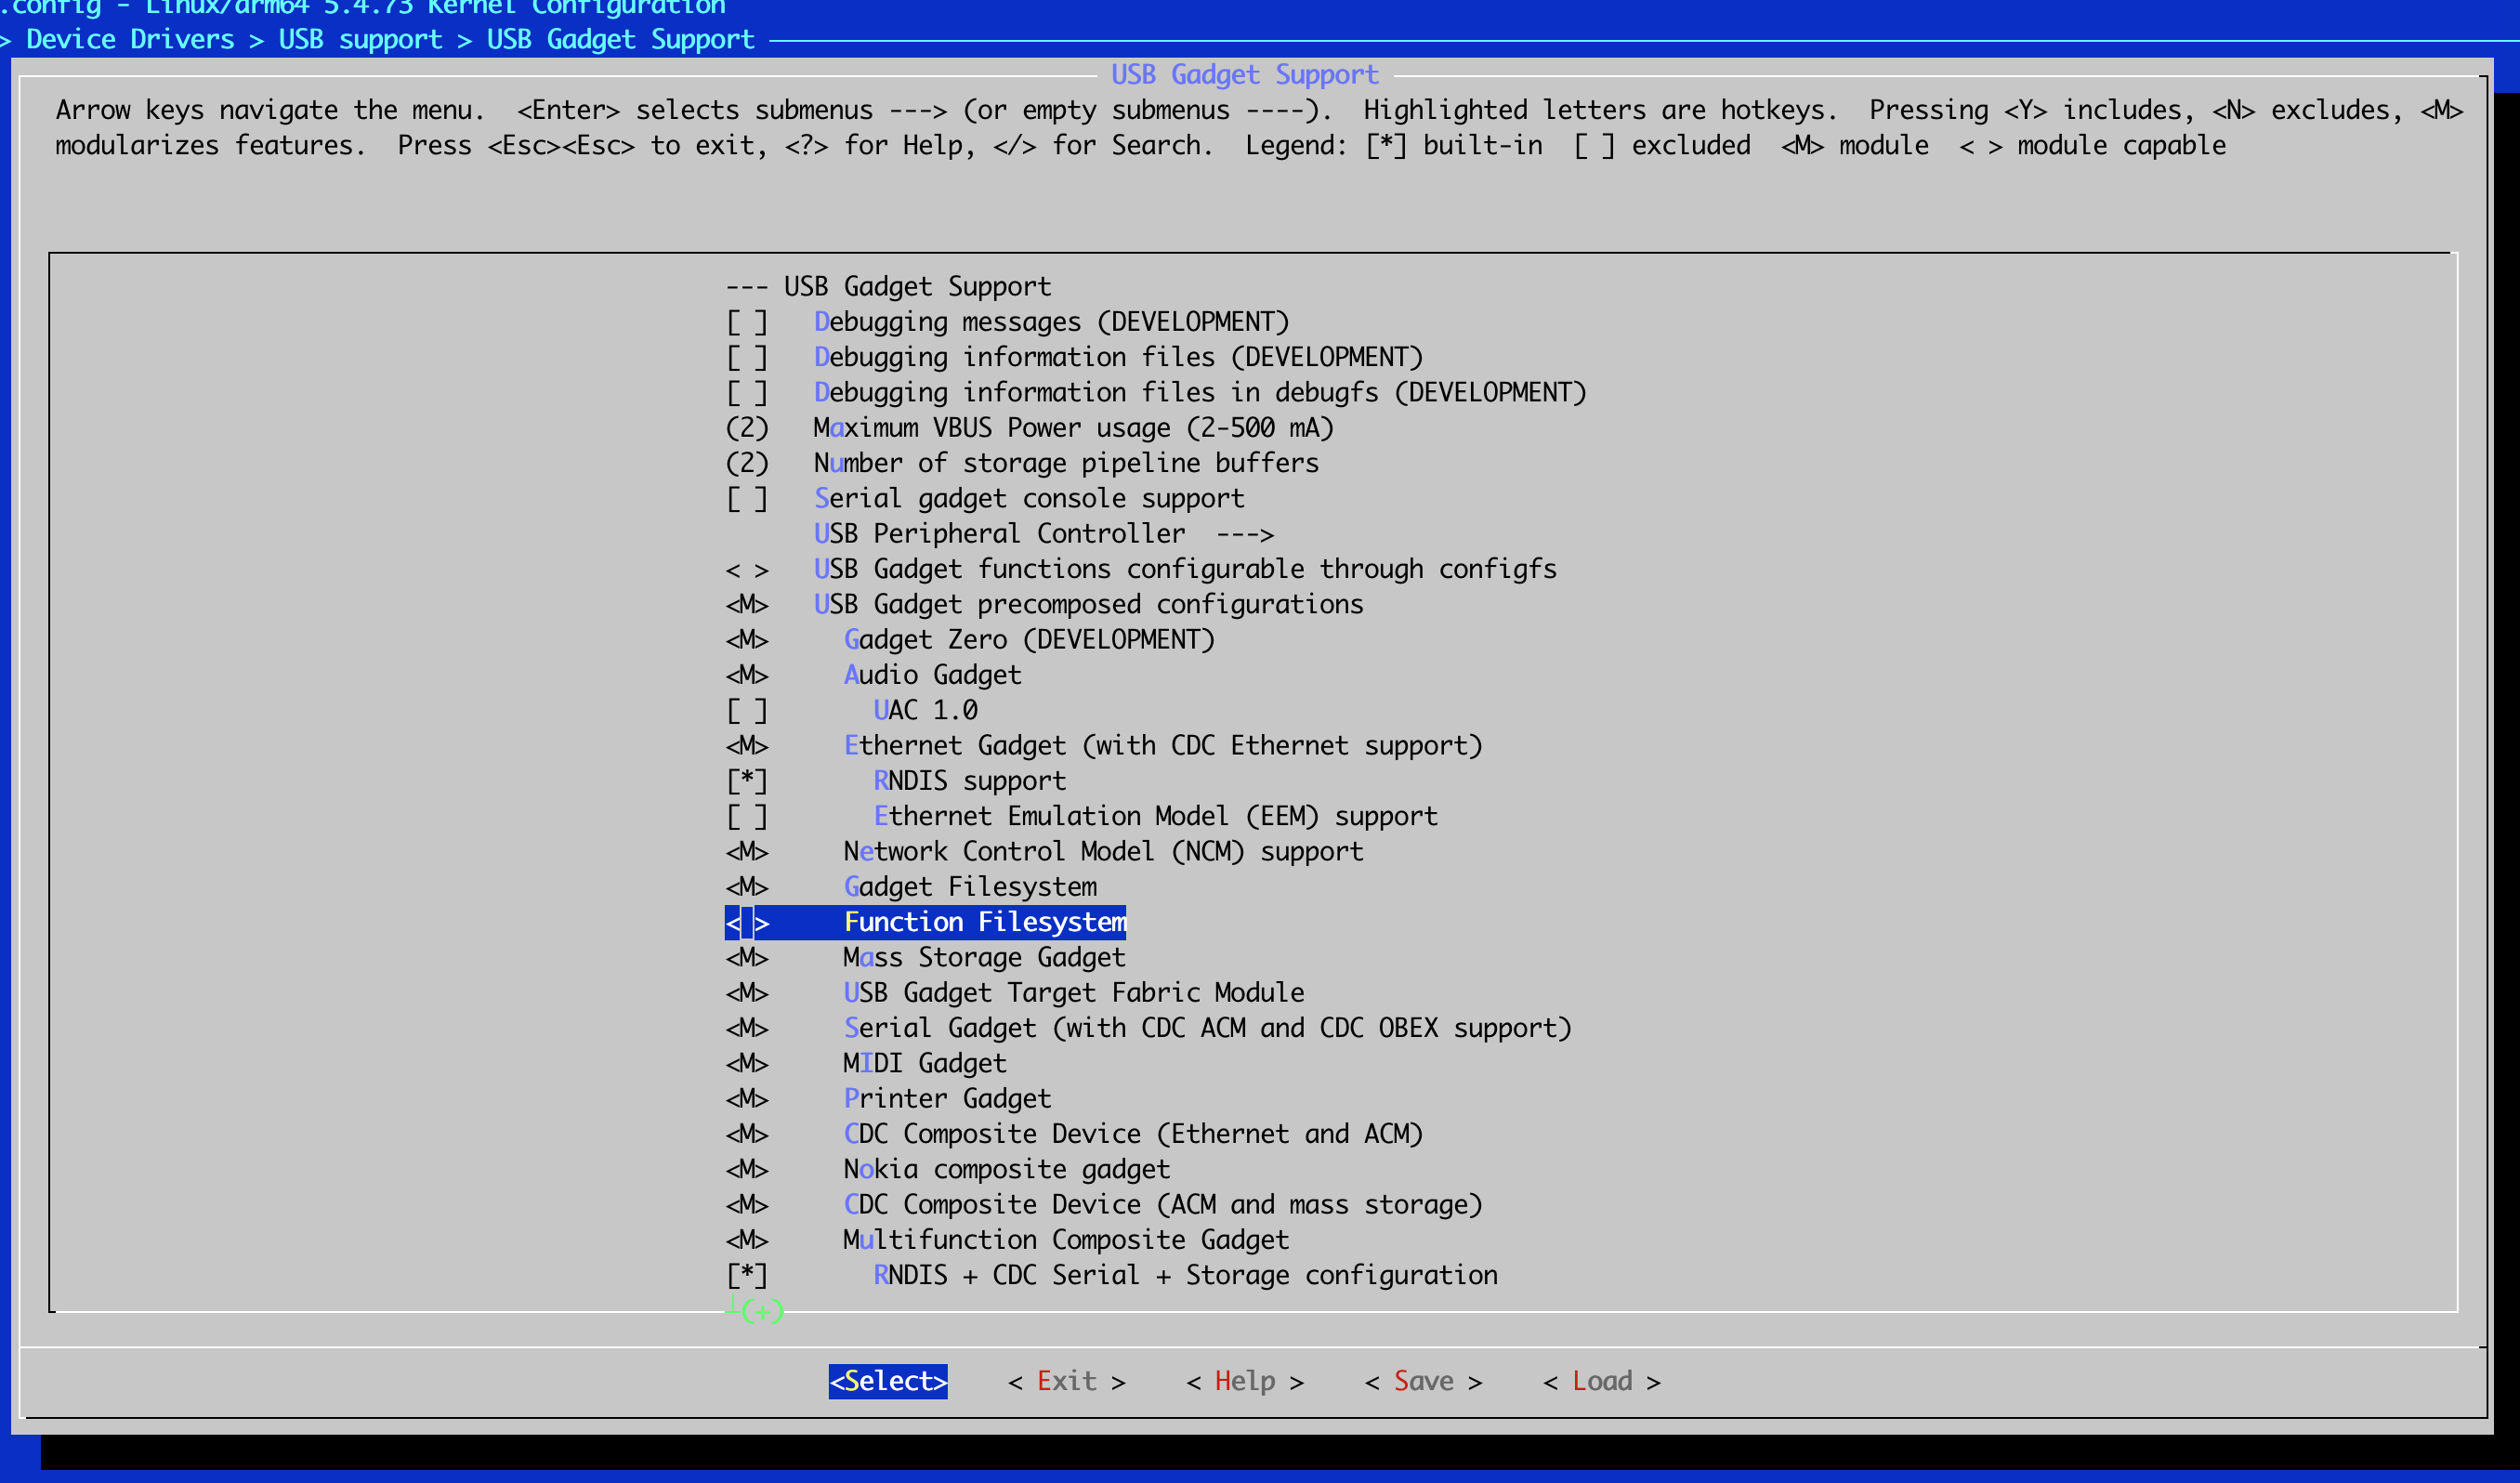 .config - Linux/arm64 5.4.73 Kernel Configuration
> Device Drivers > USB support > USB Gadget Support
USB Gadget Support
Arrow keys navigate the menu.  <Enter> selects submenus ---> (or empty submenus ----).  Highlighted letters are hotkeys.  Pressing <Y> includes, <N> excludes, <M>
modularizes features.  Press <Esc><Esc> to exit, <?> for Help, </> for Search.  Legend: [*] built-in  [ ] excluded  <M> module  < > module capable
--- USB Gadget Support
[ ]   Debugging messages (DEVELOPMENT)
[ ]   Debugging information files (DEVELOPMENT)
[ ]   Debugging information files in debugfs (DEVELOPMENT)
(2)   Maximum VBUS Power usage (2-500 mA)
(2)   Number of storage pipeline buffers
[ ]   Serial gadget console support
USB Peripheral Controller  --->
< >   USB Gadget functions configurable through configfs
<M>   USB Gadget precomposed configurations
<M>     Gadget Zero (DEVELOPMENT)
<M>     Audio Gadget
[ ]       UAC 1.0
<M>     Ethernet Gadget (with CDC Ethernet support)
[*]       RNDIS support
[ ]       Ethernet Emulation Model (EEM) support
<M>     Network Control Model (NCM) support
<M>     Gadget Filesystem
< >     Function Filesystem
<M>     Mass Storage Gadget
<M>     USB Gadget Target Fabric Module
<M>     Serial Gadget (with CDC ACM and CDC OBEX support)
<M>     MIDI Gadget
<M>     Printer Gadget
<M>     CDC Composite Device (Ethernet and ACM)
<M>     Nokia composite gadget
<M>     CDC Composite Device (ACM and mass storage)
<M>     Multifunction Composite Gadget
[*]       RNDIS + CDC Serial + Storage configuration
┴(+)
<Select>    < Exit >    < Help >    < Save >    < Load >